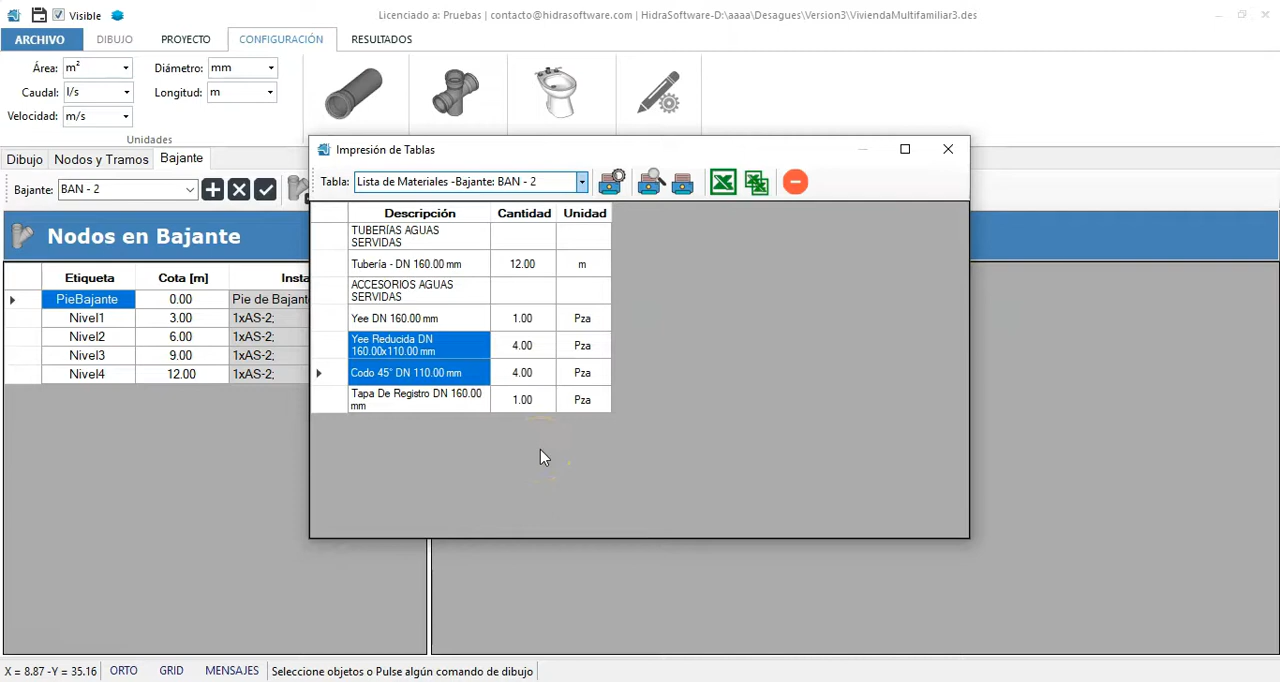 Visible
Licenciado a: Pruebas | contacto@hidrasoftware.com | HidraSoftware-D:\aaaa\Desagues\Version3\ViviendaMultifamiliar3.des
ARCHIVO DIBUJO PROYECTO CONFIGURACIÓN RESULTADOS
Área: m² Diámetro: mm
Caudal: l/s Longitud: m
Velocidad: m/s
Unidades
Dibujo Nodos y Tramos Bajante
Bajante: BAN - 2
Nodos en Bajante
Etiqueta Cota [m] Insta
PieBajante 0.00 Pie de Bajant
Nivel1 3.00 1xAS-2;
Nivel2 6.00 1xAS-2;
Nivel3 9.00 1xAS-2;
Nivel4 12.00 1xAS-2;
Impresión de Tablas
Tabla: Lista de Materiales -Bajante: BAN - 2
Descripción Cantidad Unidad
TUBERÍAS AGUAS
SERVIDAS
Tubería - DN 160.00 mm 12.00 m
ACCESORIOS AGUAS
SERVIDAS
Yee DN 160.00 mm 1.00 Pza
Yee Reducida DN
160.00x110.00 mm 4.00 Pza
Codo 45° DN 110.00 mm 4.00 Pza
Tapa De Registro DN 160.00
mm 1.00 Pza
X = 8.87 -Y = 35.16 ORTO GRID MENSAJES Seleccione objetos o Pulse algún comando de dibujo